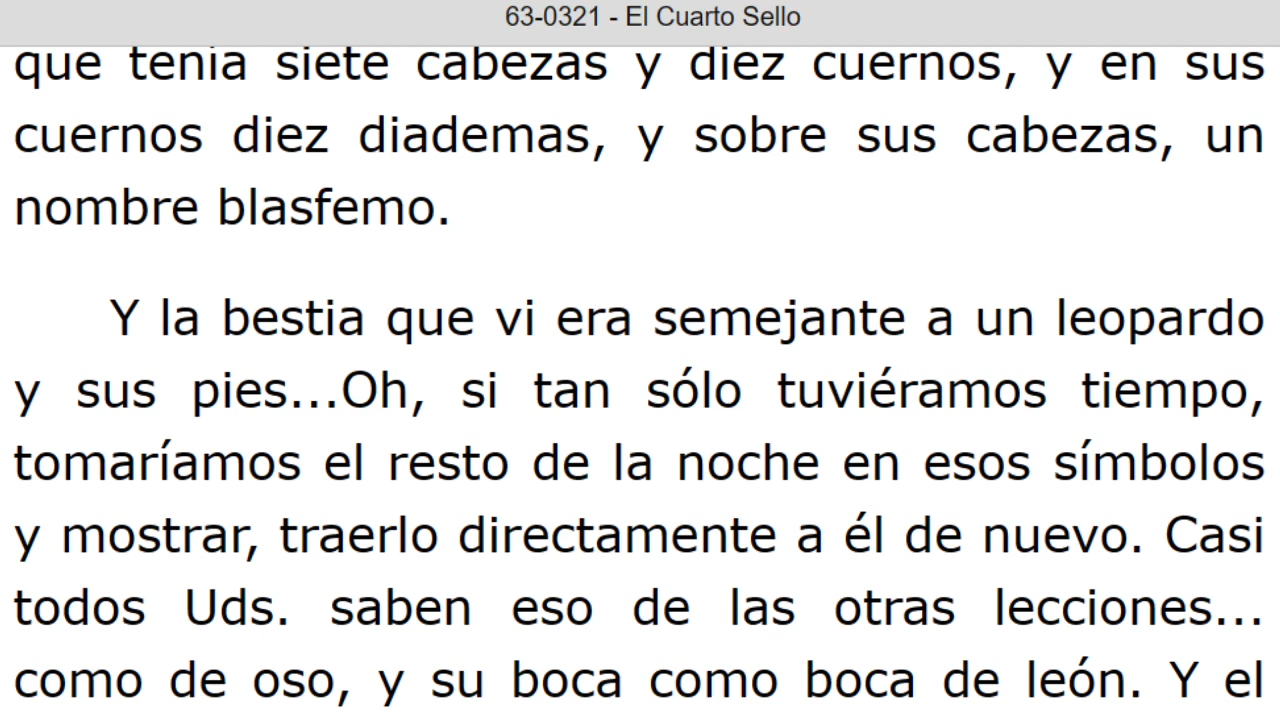 63-0321 - El Cuarto Sello
que tenía siete cabezas y diez cuernos, y en sus
cuernos diez diademas, y sobre sus cabezas, un
nombre blasfemo.
Y la bestia que vi era semejante a un leopardo
y sus pies...Oh, si tan sólo tuviéramos tiempo,
tomaríamos el resto de la noche en esos símbolos
y mostrar, traerlo directamente a él de nuevo. Casi
todos Uds. saben eso de las otras lecciones...
como de oso, y su boca como boca de león. Y el